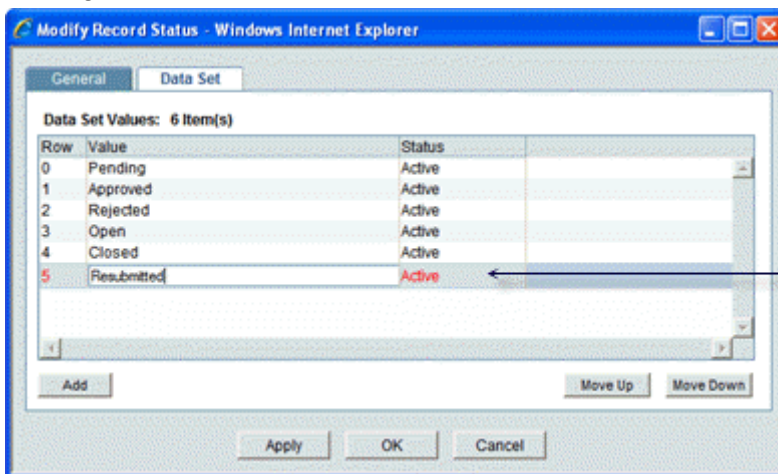 Modify Record Status - Windows Internet Explorer
General Data Set
Data Set Values: 6 Item(s)
Row Value Status
0 Pending Active
1 Approved Active
2 Rejected Active
3 Open Active
4 Closed Active
5 Resubmitted Active
Add Move Up Move Down
Apply OK Cancel